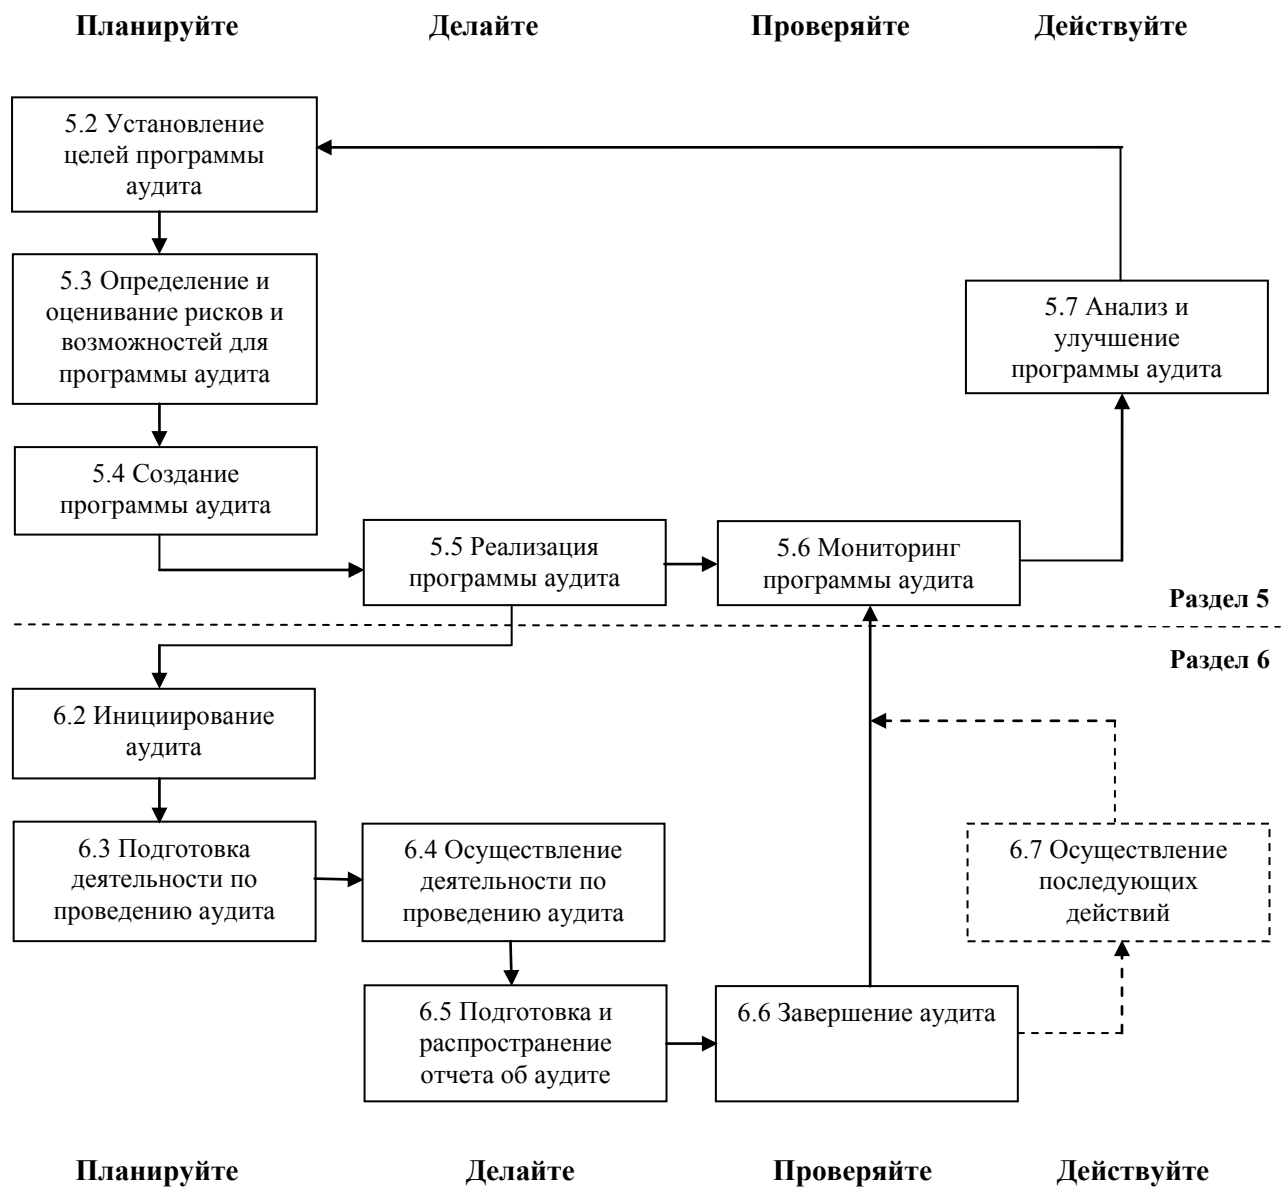 Планируйте Делайте Проверяйте Действуйте
5.2 Установление
целей программы
аудита
5.3 Определение и
оценивание рисков и
возможностей для
программы аудита
5.7 Анализ и
улучшение
программы аудита
5.4 Создание
программы аудита
5.5 Реализация
программы аудита
5.6 Мониторинг
программы аудита
Раздел 5
Раздел 6
6.2 Инициирование
аудита
6.3 Подготовка
деятельности по
проведению аудита
6.4 Осуществление
деятельности по
проведению аудита
6.7 Осуществление
последующих
действий
6.5 Подготовка и
распространение
отчета об аудите
6.6 Завершение аудита
Планируйте Делайте Проверяйте Действуйте